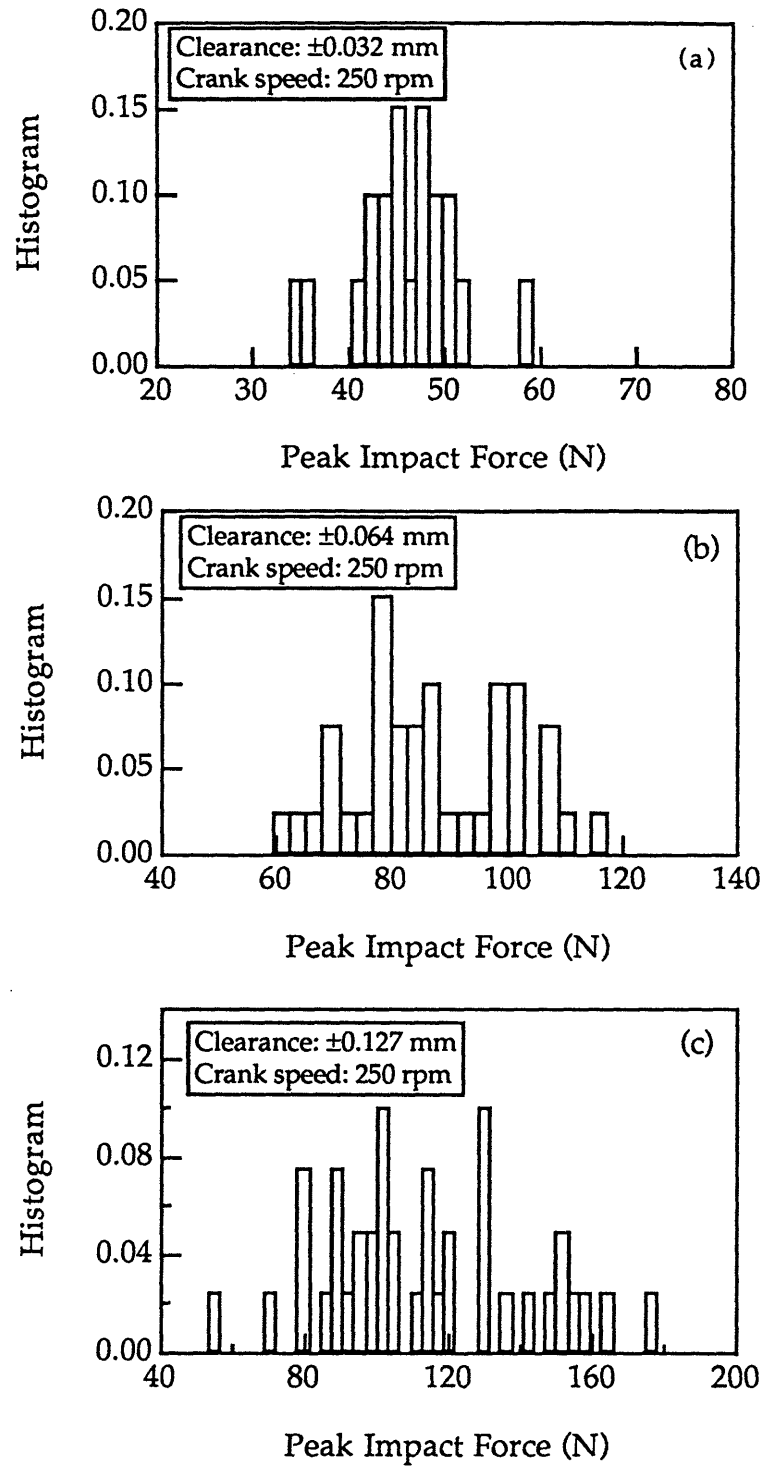 0.20
Clearance: ±0.032 mm
Crank speed: 250 rpm
(a)
0.15
0.10
0.05
0.00
Histogram
20 30 40 50 60 70 80
Peak Impact Force (N)
0.20
Clearance: ±0.064 mm
Crank speed: 250 rpm
(b)
0.15
0.10
0.05
0.00
Histogram
40 60 80 100 120 140
Peak Impact Force (N)
Clearance: ±0.127 mm
Crank speed: 250 rpm
(c)
0.12
0.08
0.04
0.00
Histogram
40 80 120 160 200
Peak Impact Force (N)